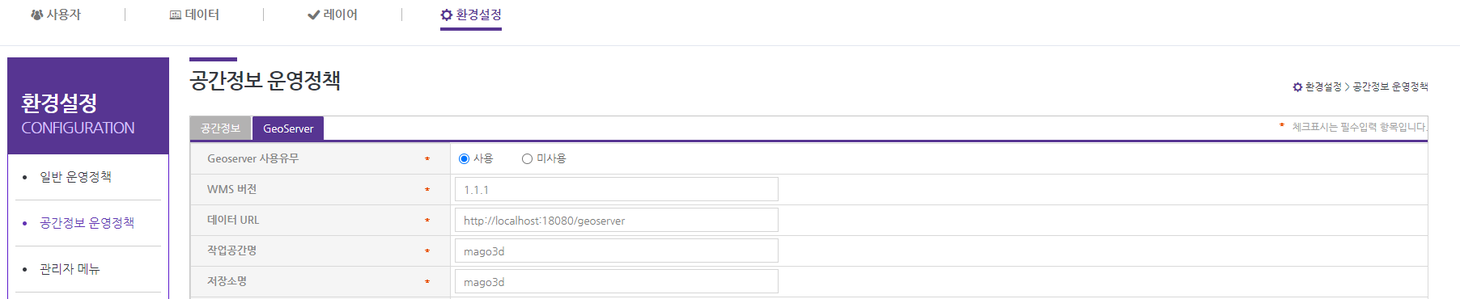 사용자 데이터 레이어 환경설정
환경설정
CONFIGURATION
일반 운영정책
공간정보 운영정책
관리자 메뉴
공간정보 운영정책
환경설정 > 공간정보 운영정책
공간정보 GeoServer
* 체크표시는 필수입력 항목입니다.
Geoserver 사용유무 * 사용 미사용
WMS 버전 * 1.1.1
데이터 URL * http://localhost:18080/geoserver
작업공간명 * mago3d
저장소명 * mago3d